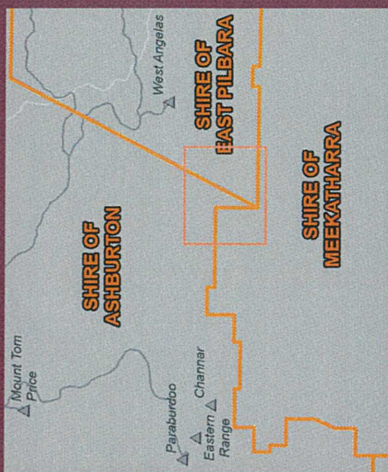 West Angelas
SHIRE OF
EAST PILBARA
SHIRE OF
ASHBURTON
SHIRE OF
MEEKATHARRA
Mount Tom
Price
Paraburdoo
Channar
Eastern
Range